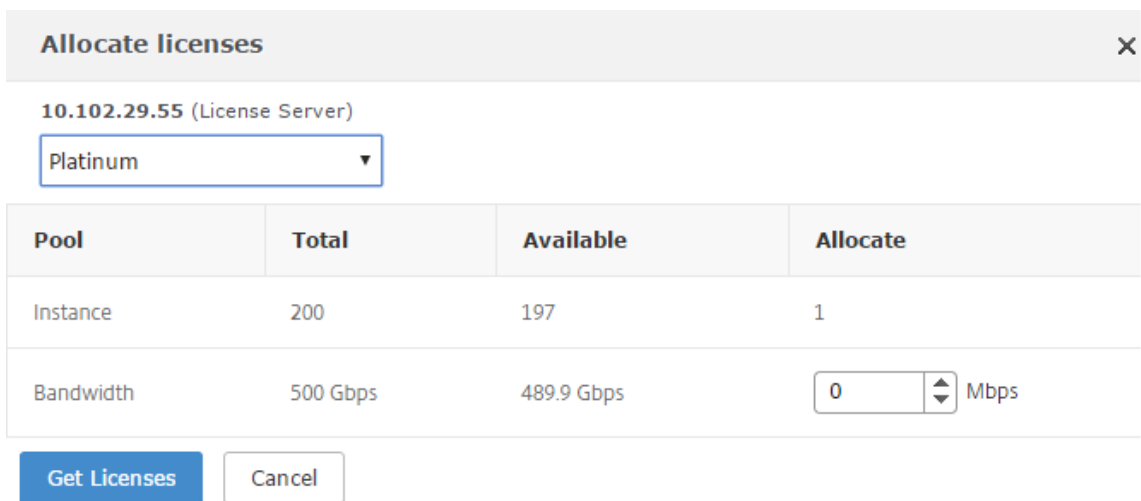 Allocate licenses
10.102.29.55 (License Server)
Platinum
Pool Total Available Allocate
Instance 200 197 1
Bandwidth 500 Gbps 489.9 Gbps 0 Mbps
Get Licenses Cancel